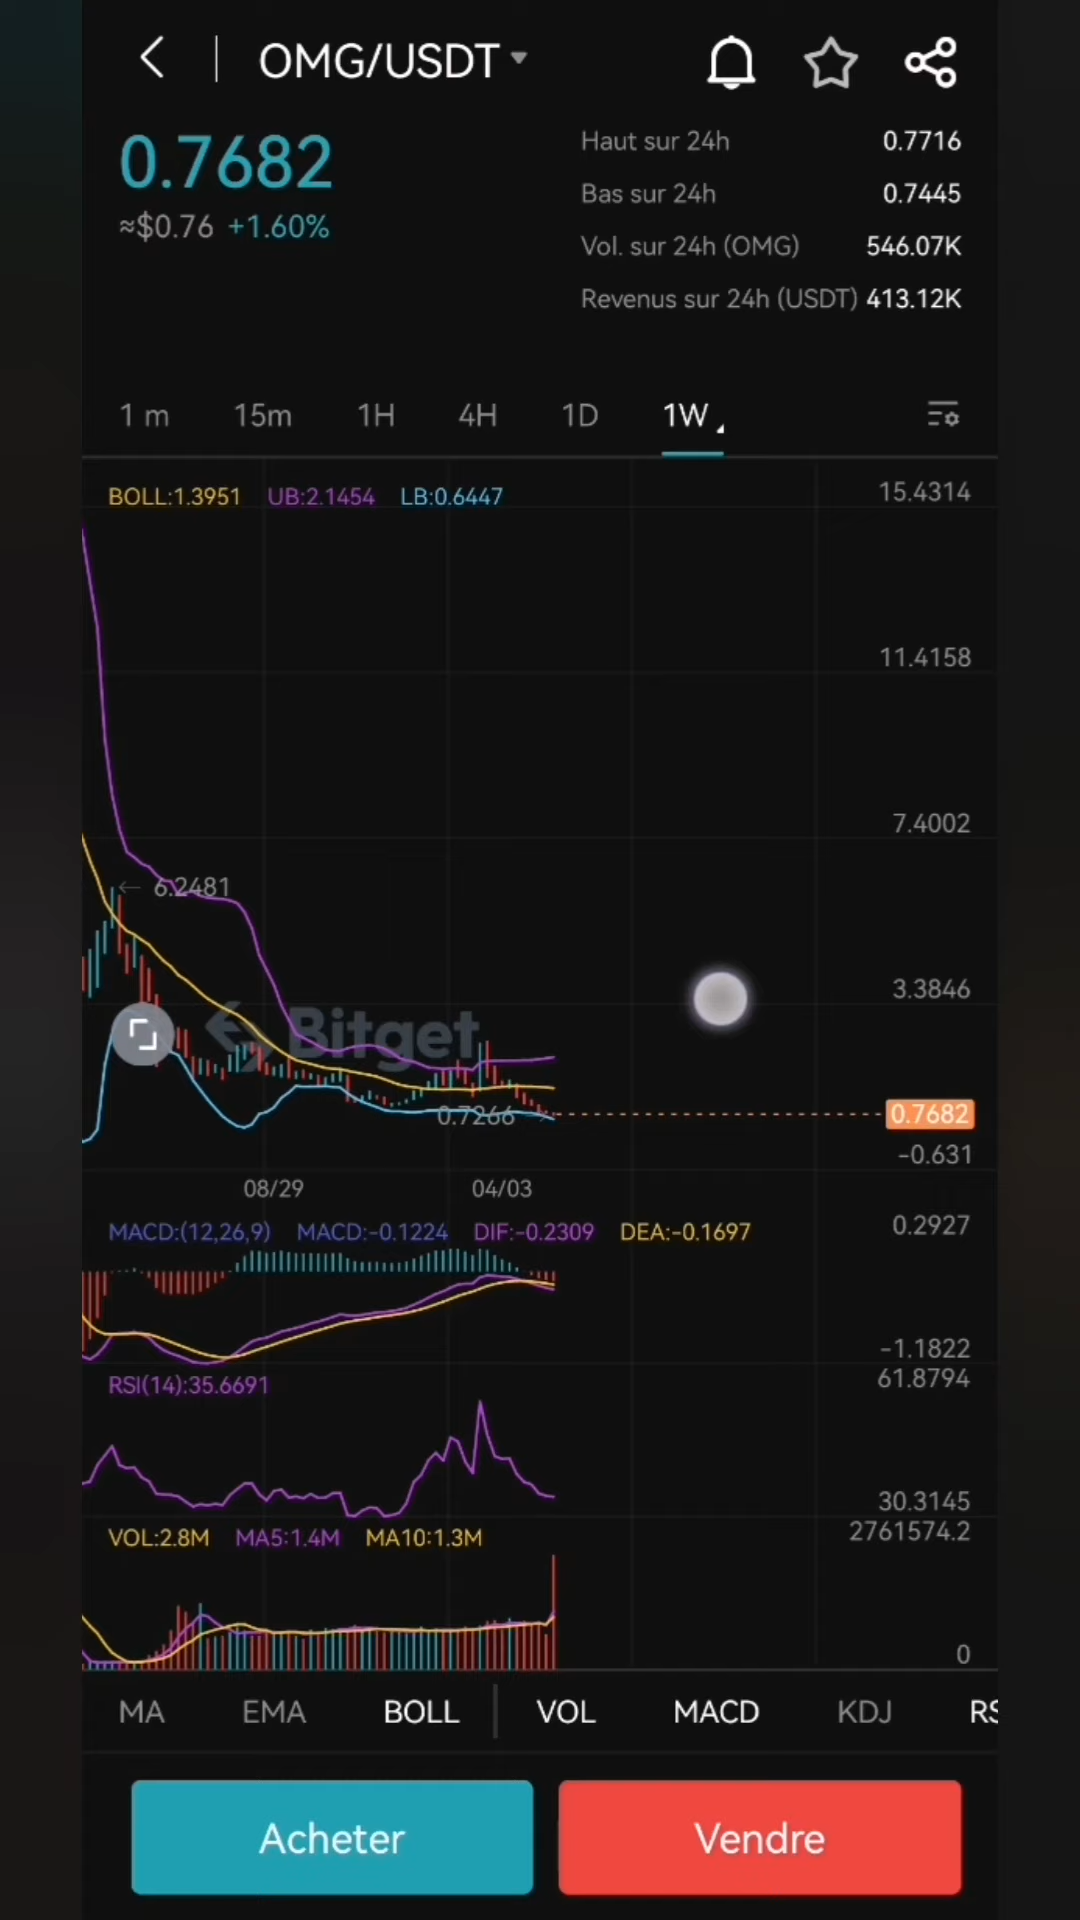 OMG/USDT
0.7682
≈$0.76 +1.60%
Haut sur 24h 0.7716
Bas sur 24h 0.7445
Vol. sur 24h (OMG) 546.07K
Revenus sur 24h (USDT) 413.12K
1 m 15m 1H 4H 1D 1W
BOLL:1.3951 UB:2.1454 LB:0.6447
15.4314
11.4158
7.4002
6.2481
3.3846
Bitget
0.7266
0.7682
-0.631
08/29 04/03
MACD:(12,26,9) MACD:-0.1224 DIF:-0.2309 DEA:-0.1697
0.2927
-1.1822
RSI(14):35.6691
61.8794
30.3145
VOL:2.8M MA5:1.4M MA10:1.3M
2761574.2
0
MA EMA BOLL VOL MACD KDJ RS
Acheter Vendre